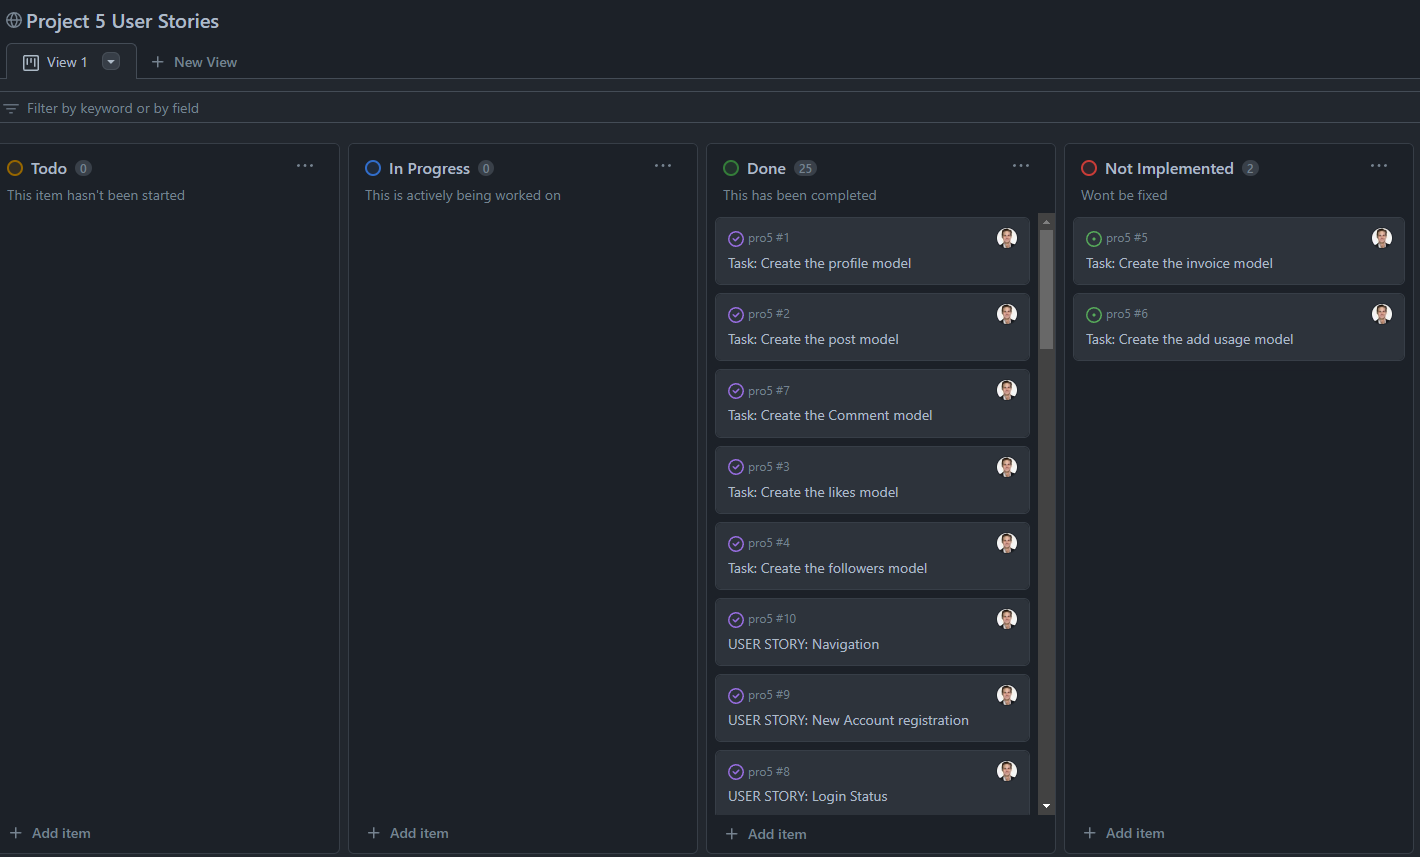 Project 5 User Stories
View 1
New View
Filter by keyword or by field
Todo 0
This item hasn't been started
Add item
In Progress 0
This is actively being worked on
Add item
Done 25
This has been completed
pro5 #1
Task: Create the profile model
pro5 #2
Task: Create the post model
pro5 #7
Task: Create the Comment model
pro5 #3
Task: Create the likes model
pro5 #4
Task: Create the followers model
pro5 #10
USER STORY: Navigation
pro5 #9
USER STORY: New Account registration
pro5 #8
USER STORY: Login Status
Add item
Not Implemented 2
Wont be fixed
pro5 #5
Task: Create the invoice model
pro5 #6
Task: Create the add usage model
Add item